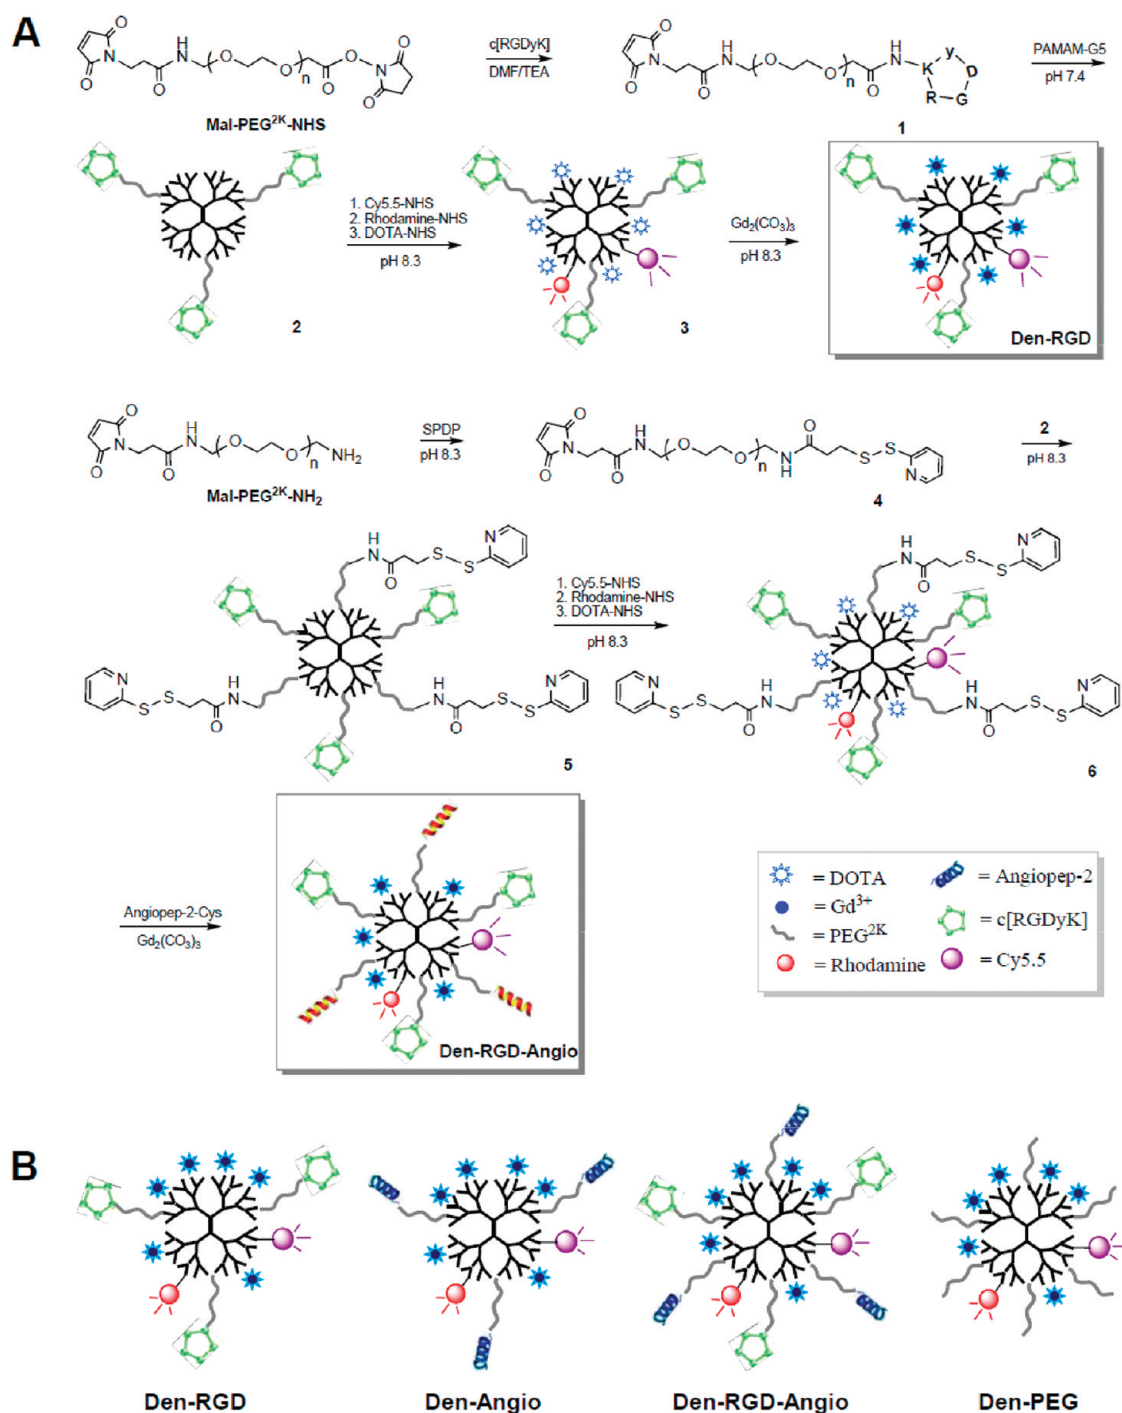 A
Mal-PEG2K-NHS
c[RGDyK]
DMF/TEA
K
y
D
R
G
1
PAMAM-G5
pH 7.4
2
1. Cy5.5-NHS
2. Rhodamine-NHS
3. DOTA-NHS
pH 8.3
3
Gd2(CO3)3
pH 8.3
Den-RGD
Mal-PEG2K-NH2
SPDP
pH 8.3
4
2
pH 8.3
5
1. Cy5.5-NHS
2. Rhodamine-NHS
3. DOTA-NHS
pH 8.3
6
Angiopep-2-Cys
Gd2(CO3)3
Den-RGD-Angio
= DOTA
= Gd3+
= PEG2K
= Rhodamine
= Angiopep-2
= c[RGDyK]
= Cy5.5
B
Den-RGD
Den-Angio
Den-RGD-Angio
Den-PEG